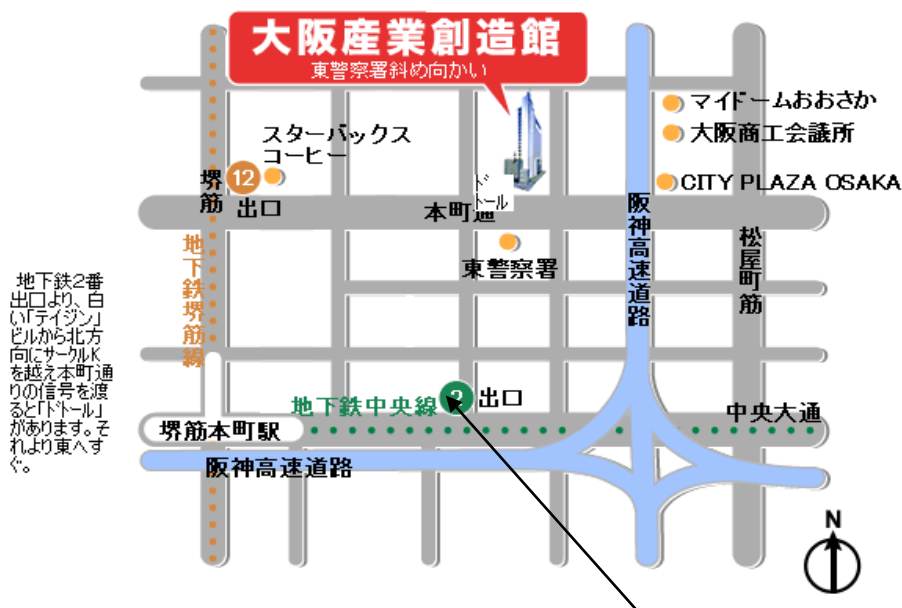 大阪産業創造館
東警察署斜め向かい
マイドームおおさか
大阪商工会議所
スターバックス
コーヒー
12
出口
堺筋
CITY PLAZA OSAKA
ドトール
本町通
阪神高速道路
東警察署
松屋町筋
地下鉄堺筋線
地下鉄2番
出口より、白
い「テイジン」
ビルから北方
向にサークルK
を越え本町通
りの信号を渡
ると「ドトール」
があります。そ
れより東へす
ぐ。
2
出口
地下鉄中央線
中央大通
堺筋本町駅
阪神高速道路
N